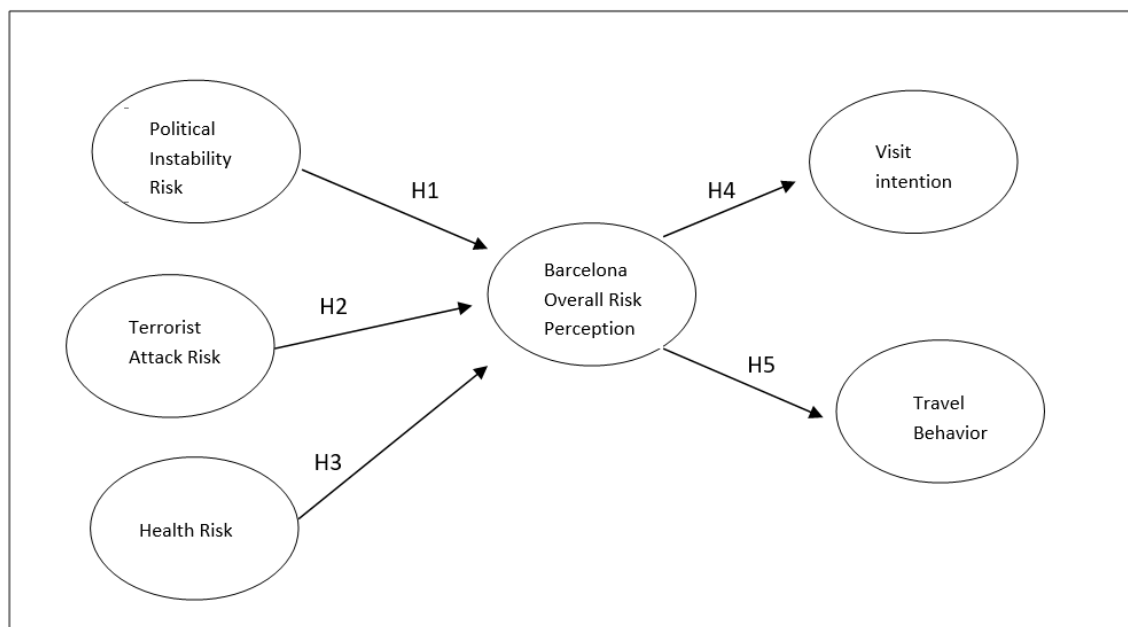 Political
Instability
Risk
H1
Terrorist
Attack Risk
H2
Health Risk
H3
Barcelona
Overall Risk
Perception
H4
Visit
intention
H5
Travel
Behavior